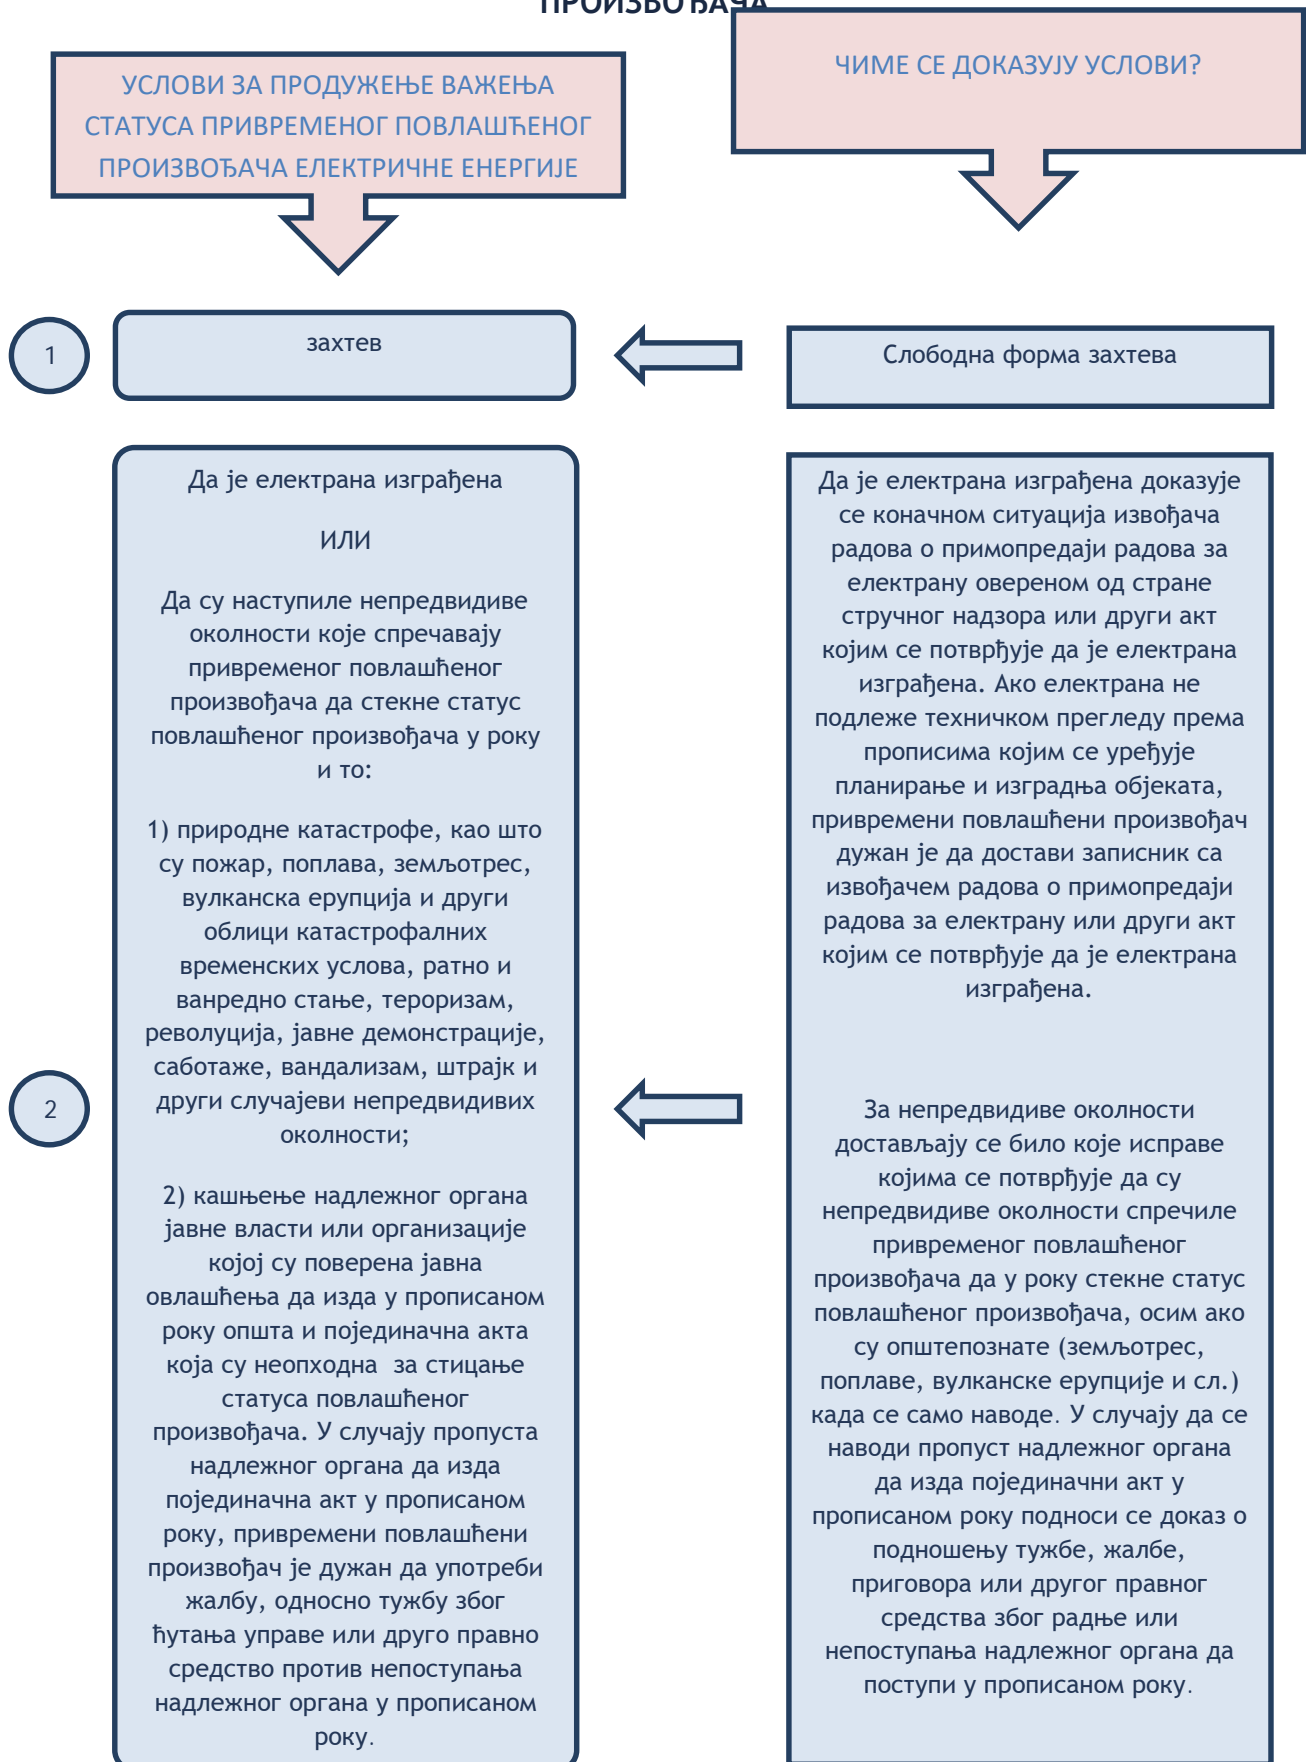 ПРОИЗВОЂАЧА
УСЛОВИ ЗА ПРОДУЖЕЊЕ ВАЖЕЊА
СТАТУСА ПРИВРЕМЕНОГ ПОВЛАШЋЕНОГ
ПРОИЗВОЂАЧА ЕЛЕКТРИЧНЕ ЕНЕРГИЈЕ
ЧИМЕ СЕ ДОКАЗУЈУ УСЛОВИ?
1
захтев
Слободна форма захтева
2
Да је електрана изграђена
ИЛИ
Да су наступиле непредвидиве
околности које спречавају
привременог повлашћеног
произвођача да стекне статус
повлашћеног произвођача у року
и то:
1) природне катастрофе, као што
су пожар, поплава, земљотрес,
вулканска ерупција и други
облици катастрофалних
временских услова, ратно и
ванредно стање, тероризам,
револуција, јавне демонстрације,
саботаже, вандализам, штрајк и
други случајеви непредвидивих
околности;
2) кашњење надлежног органа
јавне власти или организације
којој су поверена јавна
овлашћења да изда у прописаном
року општа и појединачна акта
која су неопходна  за стицање
статуса повлашћеног
произвођача. У случају пропуста
надлежног органа да изда
појединачна акт у прописаном
року, привремени повлашћени
произвођач је дужан да употреби
жалбу, односно тужбу због
ћутања управе или друго правно
средство против непоступања
надлежног органа у прописаном
року.
Да је електрана изграђена доказује
се коначном ситуација извођача
радова о примопредаји радова за
електрану овереном од стране
стручног надзора или други акт
којим се потврђује да је електрана
изграђена. Ако електрана не
подлеже техничком прегледу према
прописима којим се уређује
планирање и изградња објеката,
привремени повлашћени произвођач
дужан је да достави записник са
извођачем радова о примопредаји
радова за електрану или други акт
којим се потврђује да је електрана
изграђена.
За непредвидиве околности
достављају се било које исправе
којима се потврђује да су
непредвидиве околности спречиле
привременог повлашћеног
произвођача да у року стекне статус
повлашћеног произвођача, осим ако
су општепознате (земљотрес,
поплаве, вулканске ерупције и сл.)
када се само наводе. У случају да се
наводи пропуст надлежног органа
да изда појединачни акт у
прописаном року подноси се доказ о
подношењу тужбе, жалбе,
приговора или другог правног
средства због радње или
непоступања надлежног органа да
поступи у прописаном року.